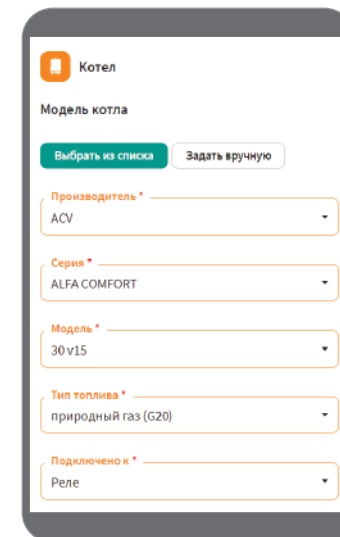 Котел
Модель котла
Выбрать из списка Задать вручную
Производитель *
ACV
Серия *
ALFA COMFORT
Модель *
30 v15
Тип топлива *
природный газ (G20)
Подключено к *
Реле